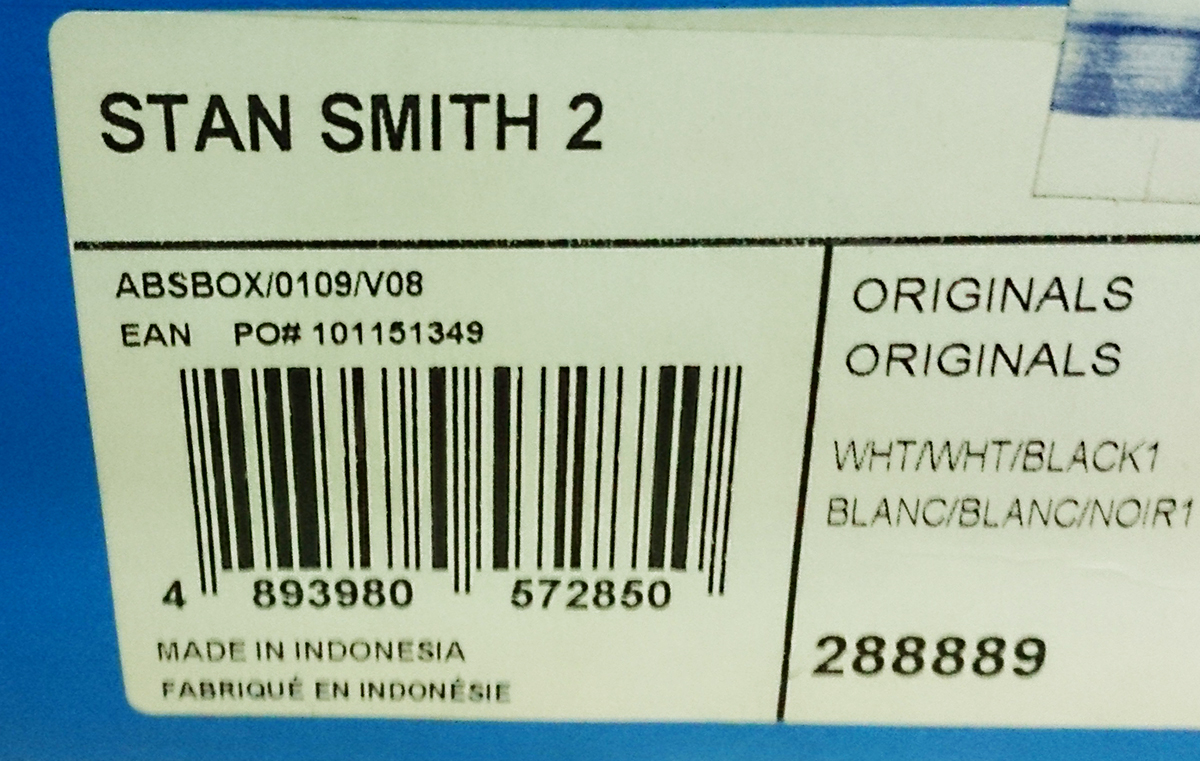 STAN SMITH 2
ABSBOX/0109/V08
EAN PO# 101151349
4 893980 572850
MADE IN INDONESIA
FABRIQUÉ EN INDONÉSIE
ORIGINALS
ORIGINALS
WHT/WHT/BLACK1
BLANC/BLANC/NOIR1
288889